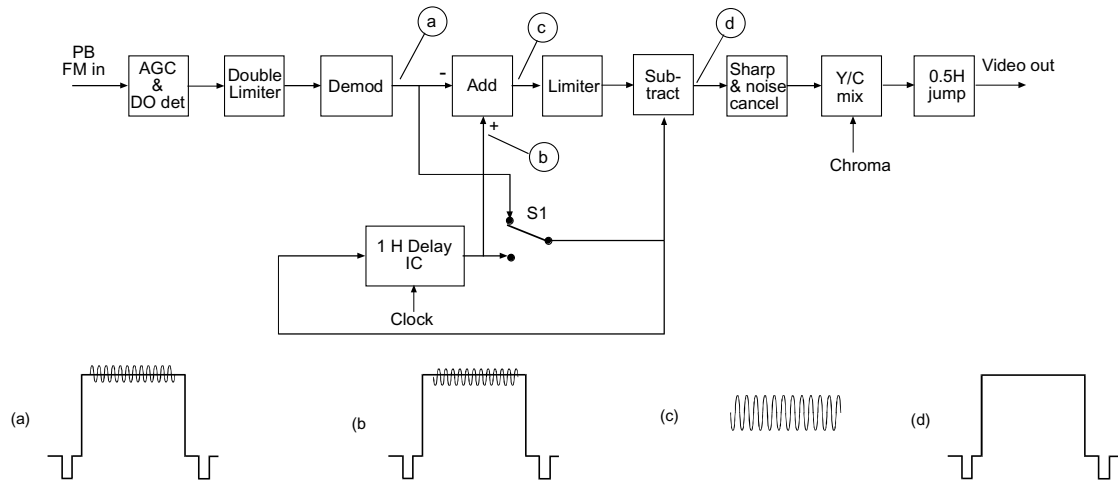 a
c
d
PB
FM in
AGC
&
DO det
Double
Limiter
Demod
-
Add
Limiter
Sub-
tract
Sharp
& noise
cancel
Y/C
mix
0.5H
jump
Video out
+
b
Chroma
S1
1 H Delay
IC
Clock
(a)
(b
(c)
(d)